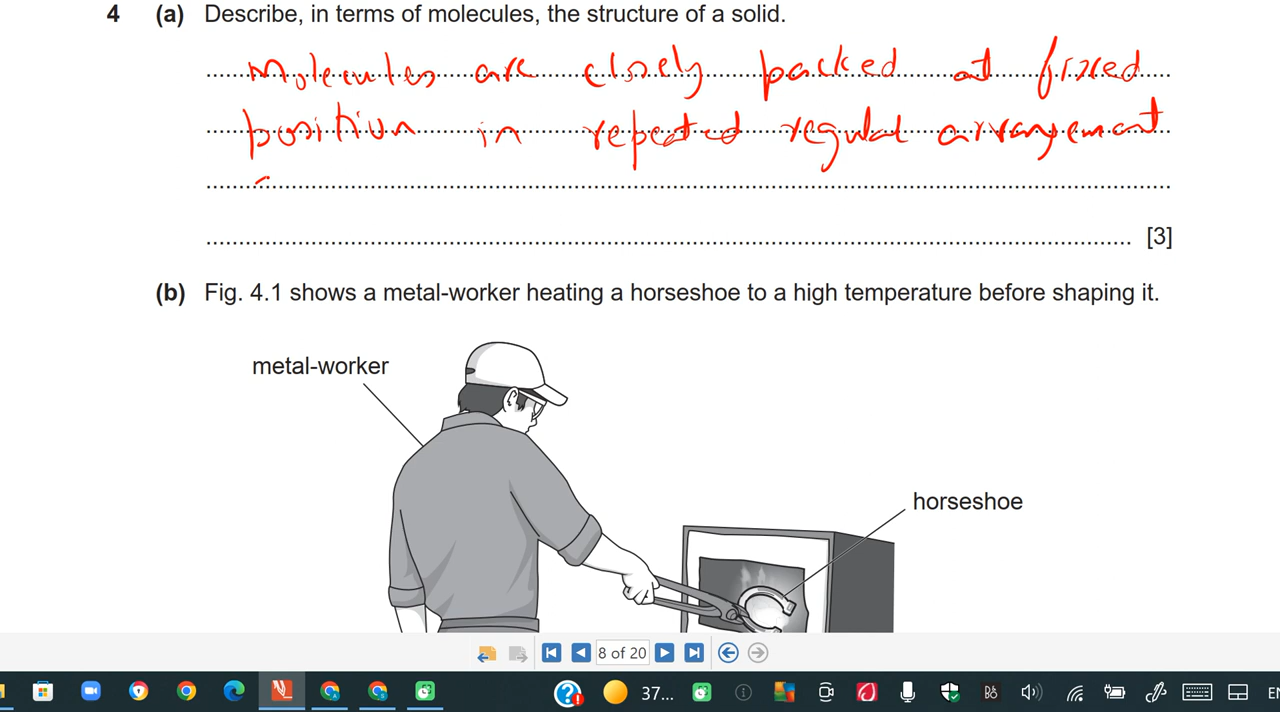 4 (a) Describe, in terms of molecules, the structure of a solid.
Molecules are closely packed at fixed
position in repeated regular arrangement
[3]
(b) Fig. 4.1 shows a metal-worker heating a horseshoe to a high temperature before shaping it.
metal-worker
horseshoe
8 of 20
37...
EN